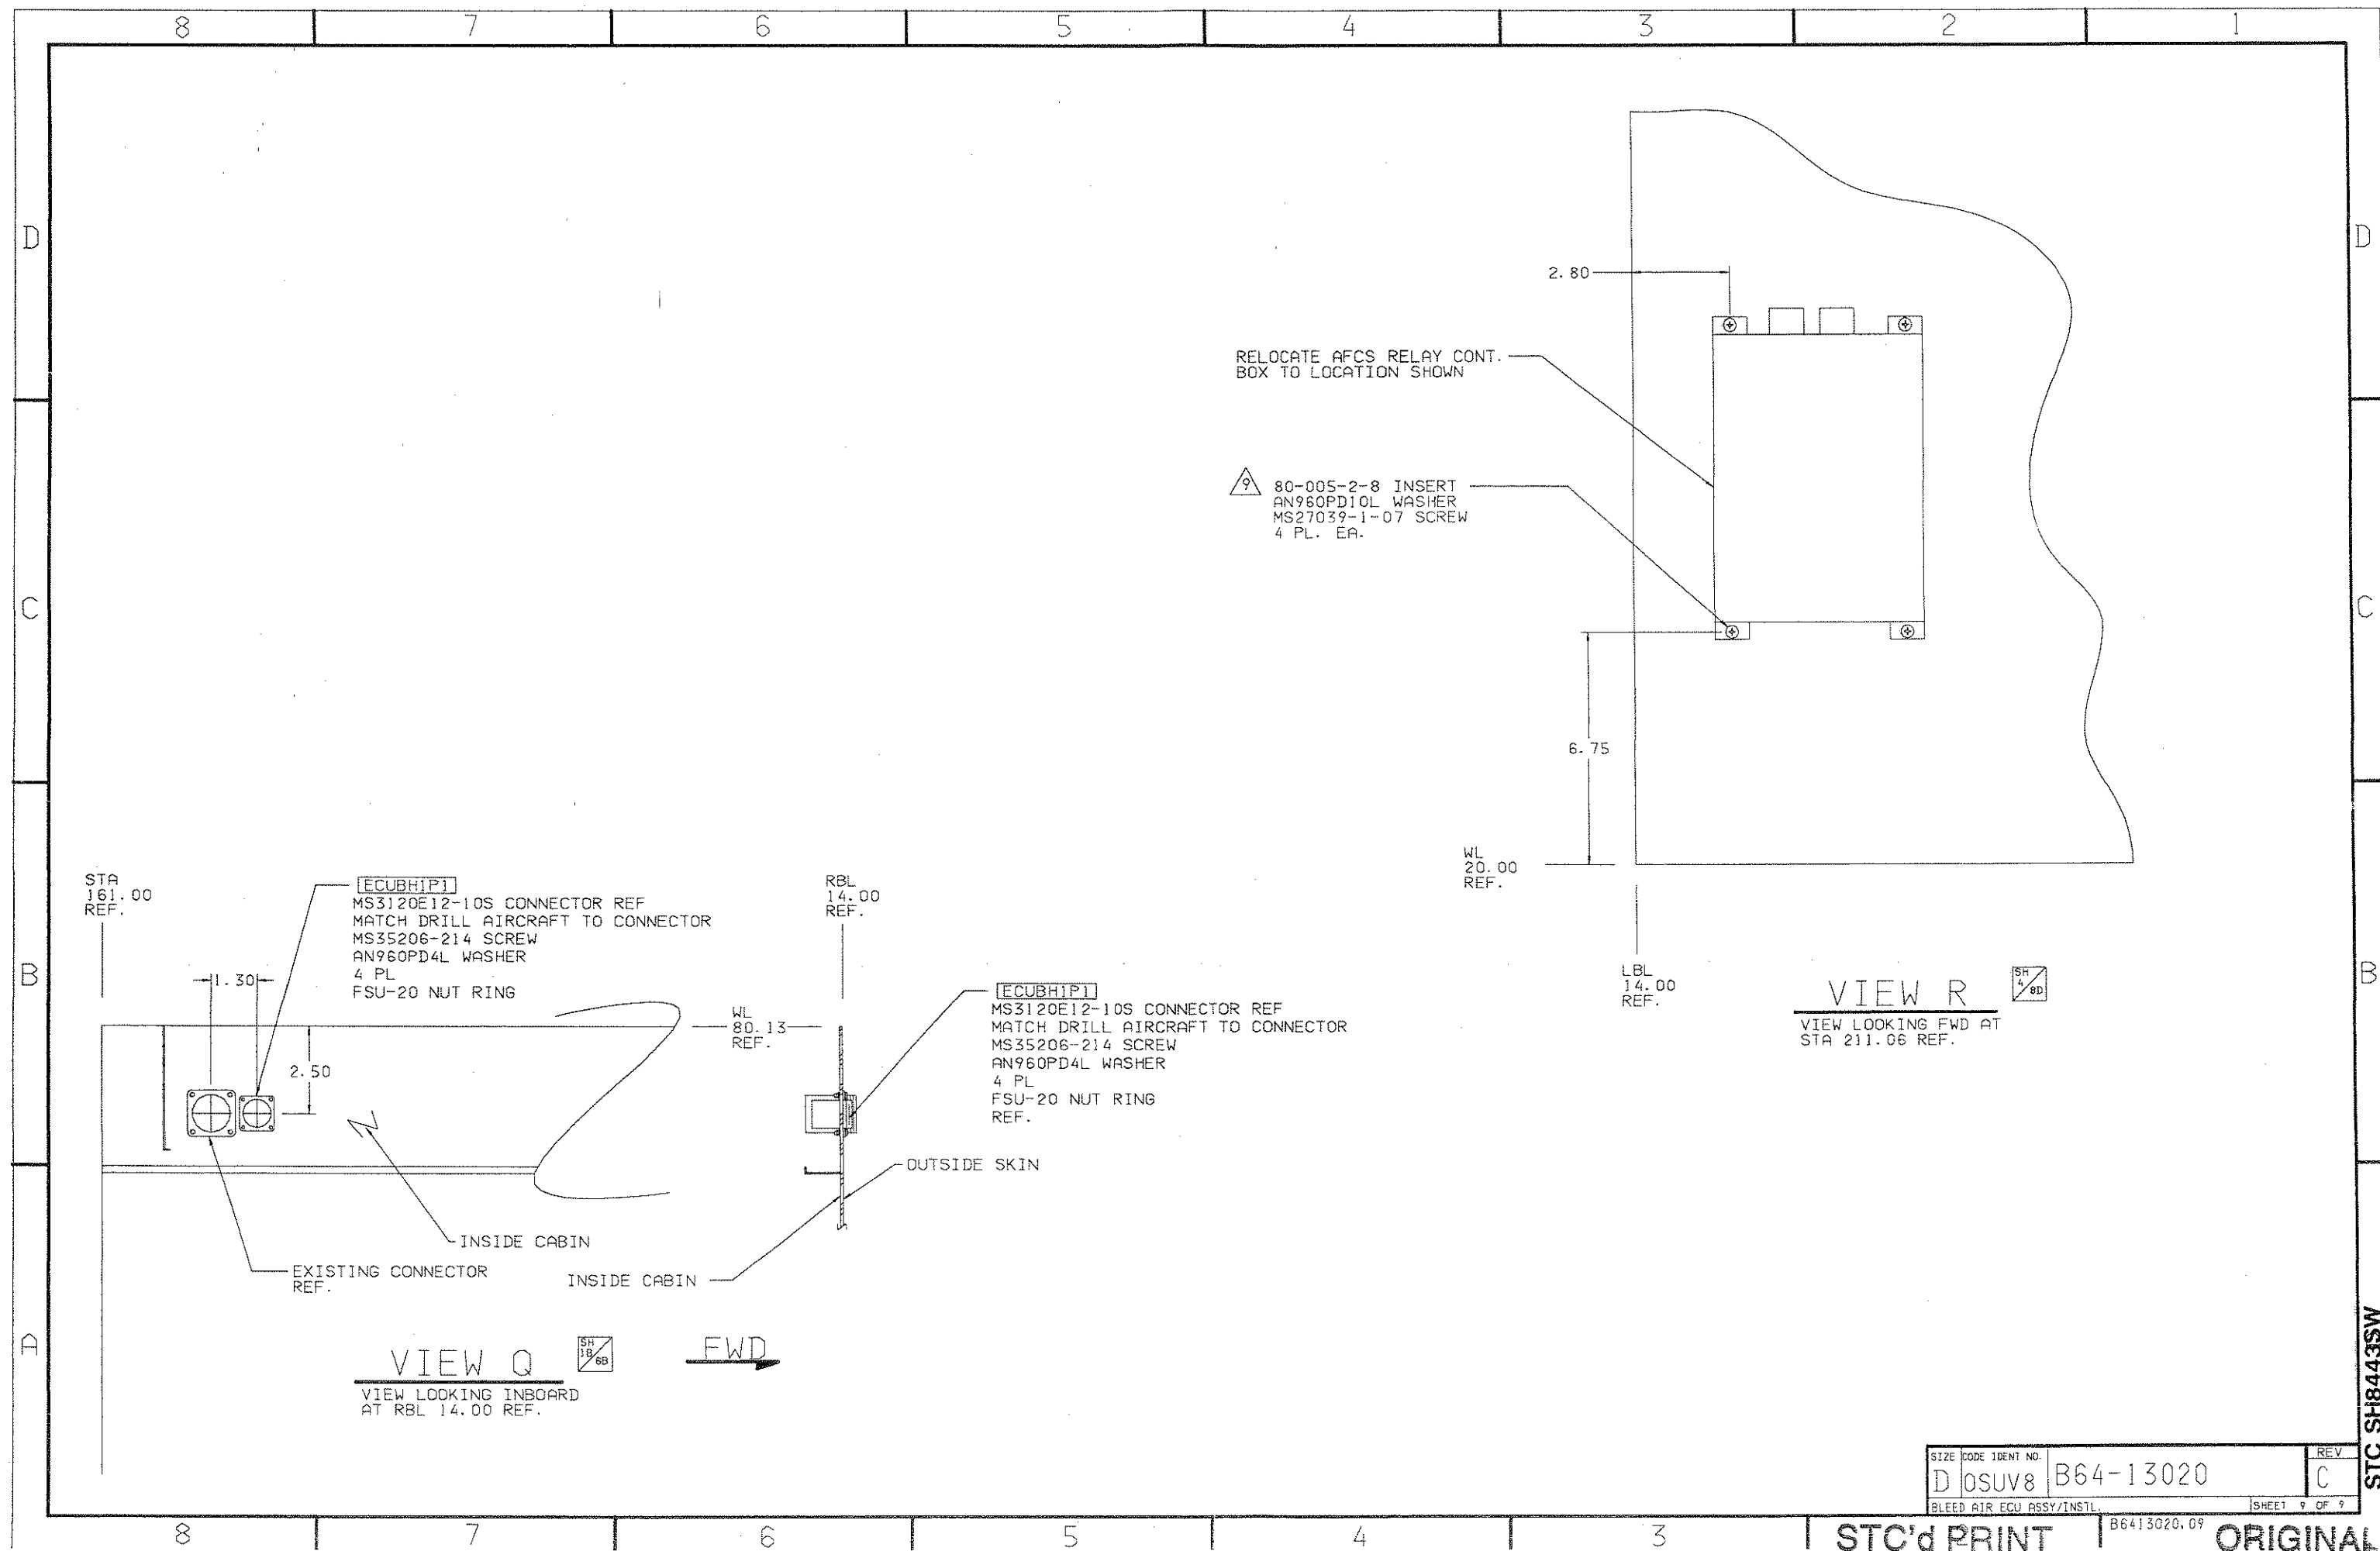 8 7 6 5 4 3 2 1
D
D
2.80
RELOCATE AFCS RELAY CONT.
BOX TO LOCATION SHOWN
9
80-005-2-8 INSERT
AN960PD10L WASHER
MS27039-1-07 SCREW
4 PL. EA.
C
C
6.75
WL
20.00
REF.
LBL
14.00
REF.
VIEW R
SH
4/8D
VIEW LOOKING FWD AT
STA 211.06 REF.
STA
161.00
REF.
ECUBH1P1
MS3120E12-10S CONNECTOR REF
MATCH DRILL AIRCRAFT TO CONNECTOR
MS35206-214 SCREW
AN960PD4L WASHER
4 PL
FSU-20 NUT RING
1.30
2.50
RBL
14.00
REF.
WL
80.13
REF.
ECUBH1P1
MS3120E12-10S CONNECTOR REF
MATCH DRILL AIRCRAFT TO CONNECTOR
MS35206-214 SCREW
AN960PD4L WASHER
4 PL
FSU-20 NUT RING
REF.
B
B
OUTSIDE SKIN
INSIDE CABIN
EXISTING CONNECTOR
REF.
INSIDE CABIN
A
VIEW Q
SH
18/6B
FWD
VIEW LOOKING INBOARD
AT RBL 14.00 REF.
STC SH8443SW
SIZE
D
CODE IDENT NO.
0SUV8
B64-13020
REV
C
BLEED AIR ECU ASSY/INSTL.
SHEET 9 OF 9
8 7 6 5 4 3 2
STC'd PRINT
B6413020.09
ORIGINAL